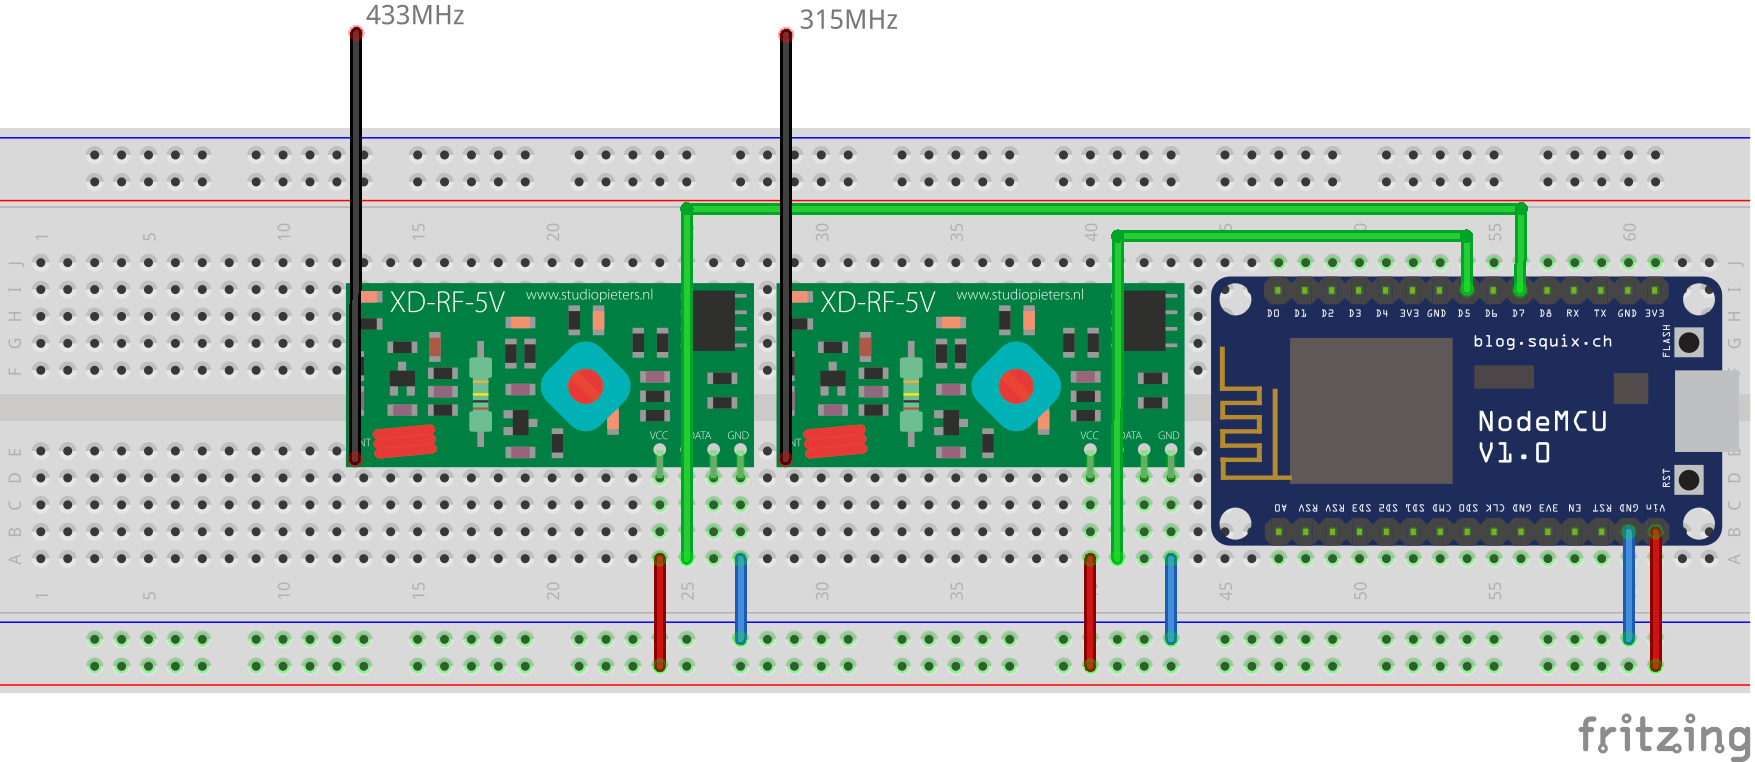 433MHz
315MHz
1 5 10 15 20 30 35 40 5 55 60
J J
I I
H H
G G
F
XD-RF-5V www.studiopieters.nl
VCC DATA GND
NT
XD-RF-5V www.studiopieters.nl
VCC DATA GND
NT
D0 D1 D2 D3 D4 3V3 GND D5 D6 D7 D8 RX TX GND 3V3
blog.squix.ch
FLASH
NodeMCU
V1.0
RST
A0 RSV RSV SD3 SD2 SD1 CMD SD0 CLK GND 3V3 EN RST GND Vin
E E
D D
C C
B B
A A
1 5 10 15 20 25 30 35 40 45 50 55 60
fritzing